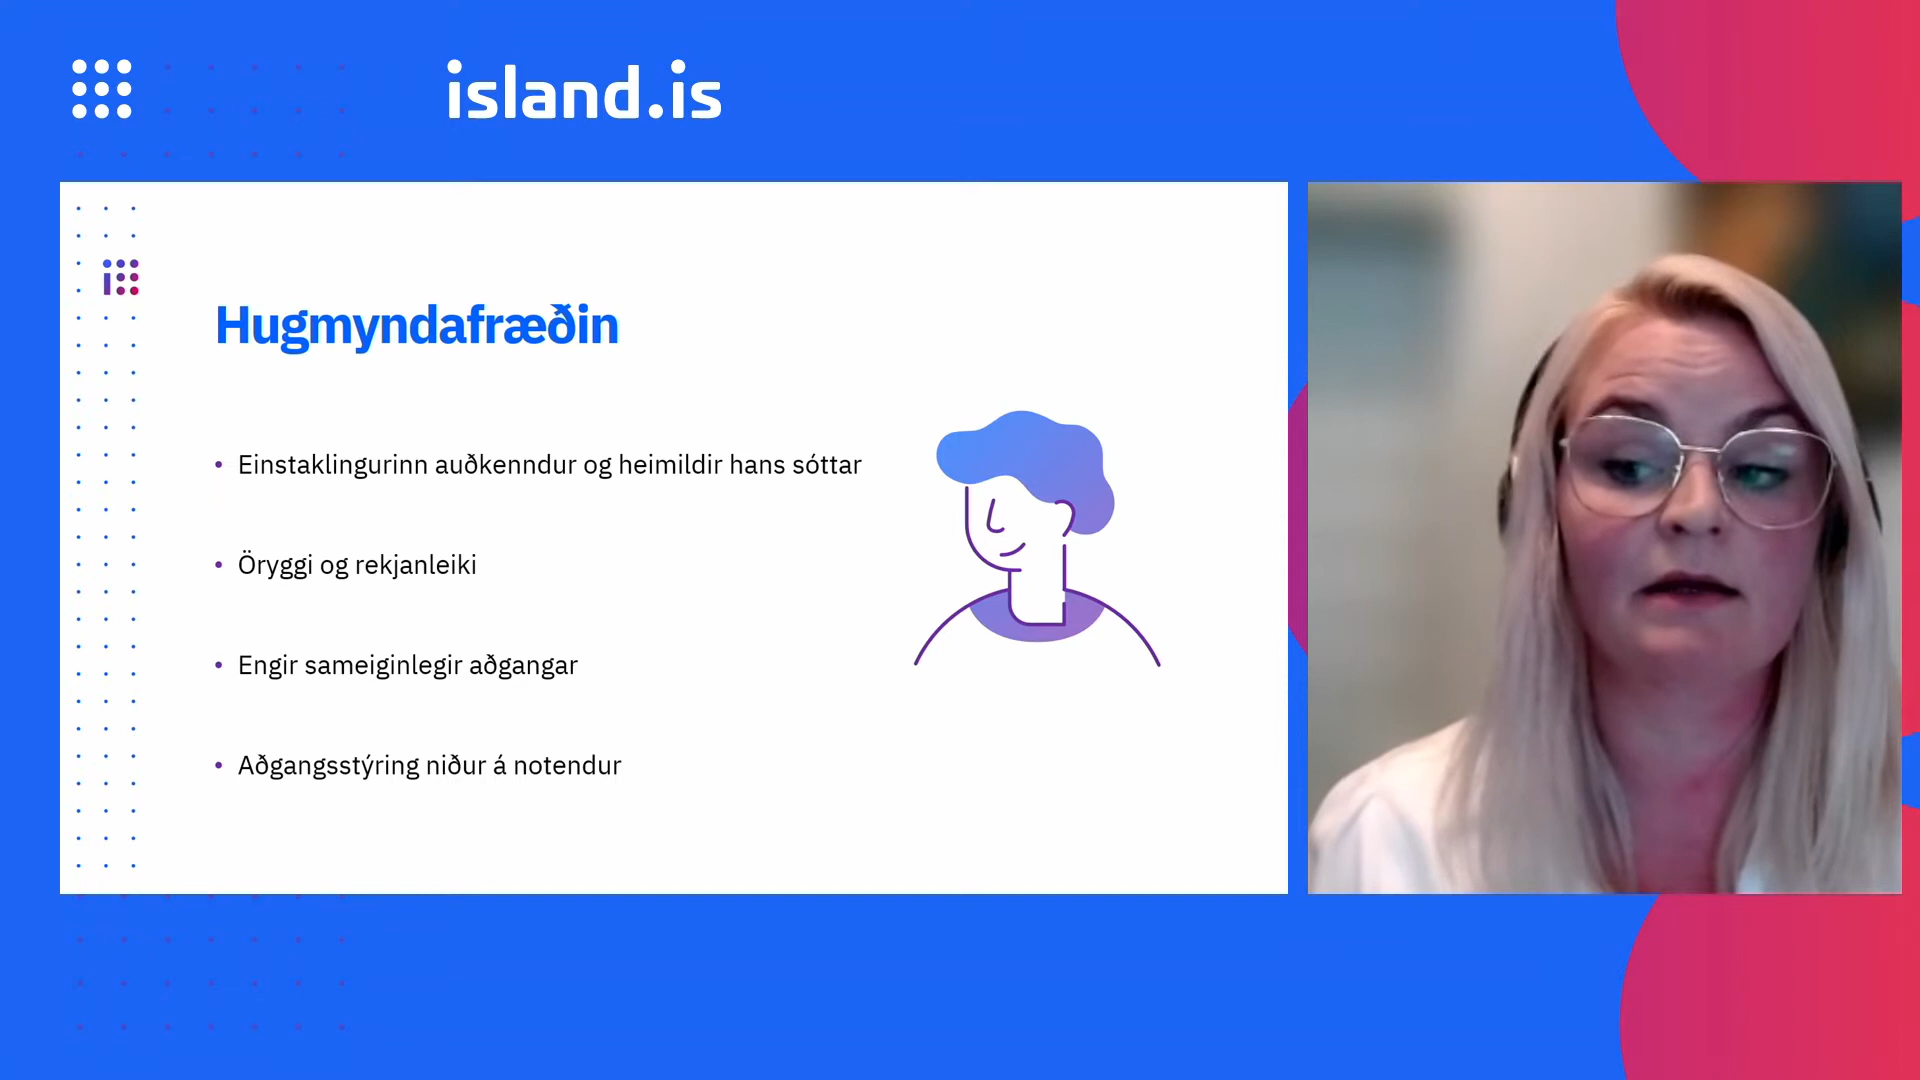 island.is
Hugmyndafræðin
• Einstaklingurinn auðkenndur og heimildir hans sóttar
• Öryggi og rekjanleiki
• Engir sameiginlegir aðgangar
• Aðgangsstýring niður á notendur